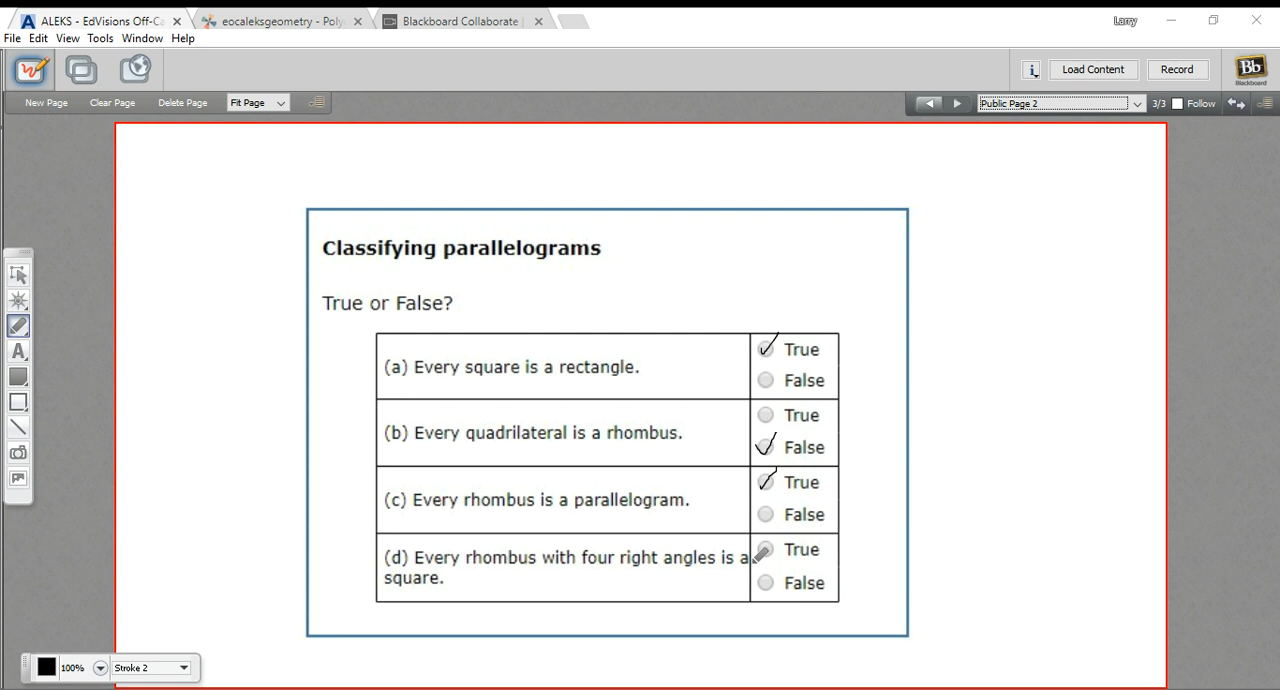 ALEKS - EdVisions Off-Ca
eocaleksgeometry - Poly
Blackboard Collaborate
Larry
File Edit View Tools Window Help
Load Content
Record
Bb
Blackboard
New Page
Clear Page
Delete Page
Fit Page
Public Page 2
3/3
Follow
Classifying parallelograms
True or False?
(a) Every square is a rectangle.
True
False
(b) Every quadrilateral is a rhombus.
True
False
(c) Every rhombus is a parallelogram.
True
False
(d) Every rhombus with four right angles is a
square.
True
False
A
100%
Stroke 2